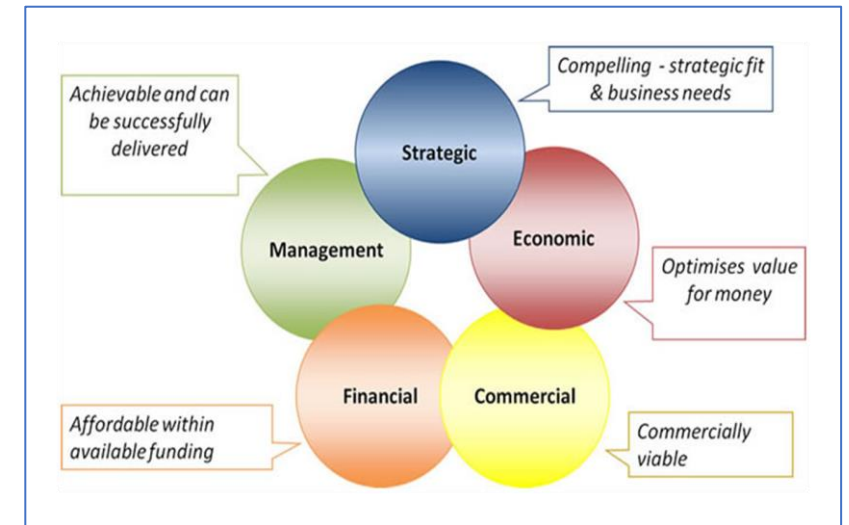 Compelling - strategic fit
& business needs
Achievable and can
be successfully
delivered
Strategic
Management
Economic
Optimises value
for money
Financial
Commercial
Affordable within
available funding
Commercially
viable